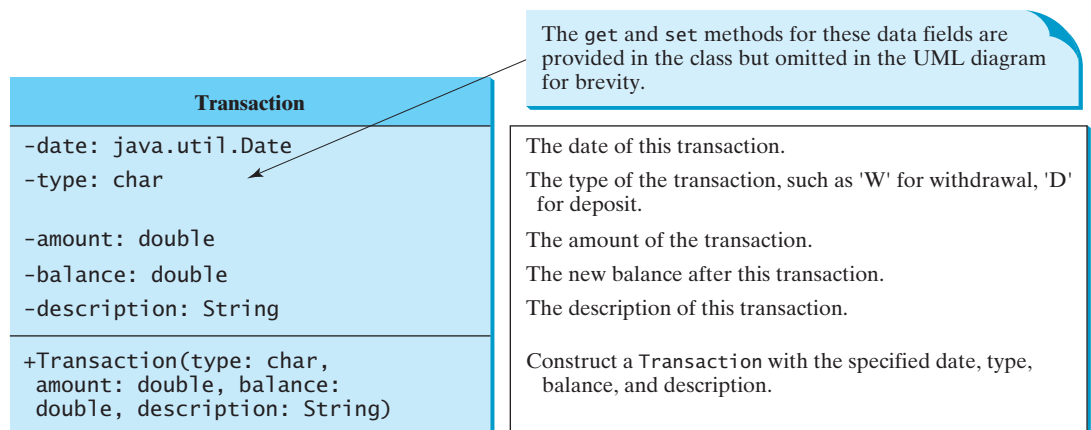 The get and set methods for these data fields are
provided in the class but omitted in the UML diagram
for brevity.
Transaction
-date: java.util.Date
The date of this transaction.
-type: char
The type of the transaction, such as 'W' for withdrawal, 'D'
for deposit.
-amount: double
The amount of the transaction.
-balance: double
The new balance after this transaction.
-description: String
The description of this transaction.
+Transaction(type: char,
amount: double, balance:
double, description: String)
Construct a Transaction with the specified date, type,
balance, and description.